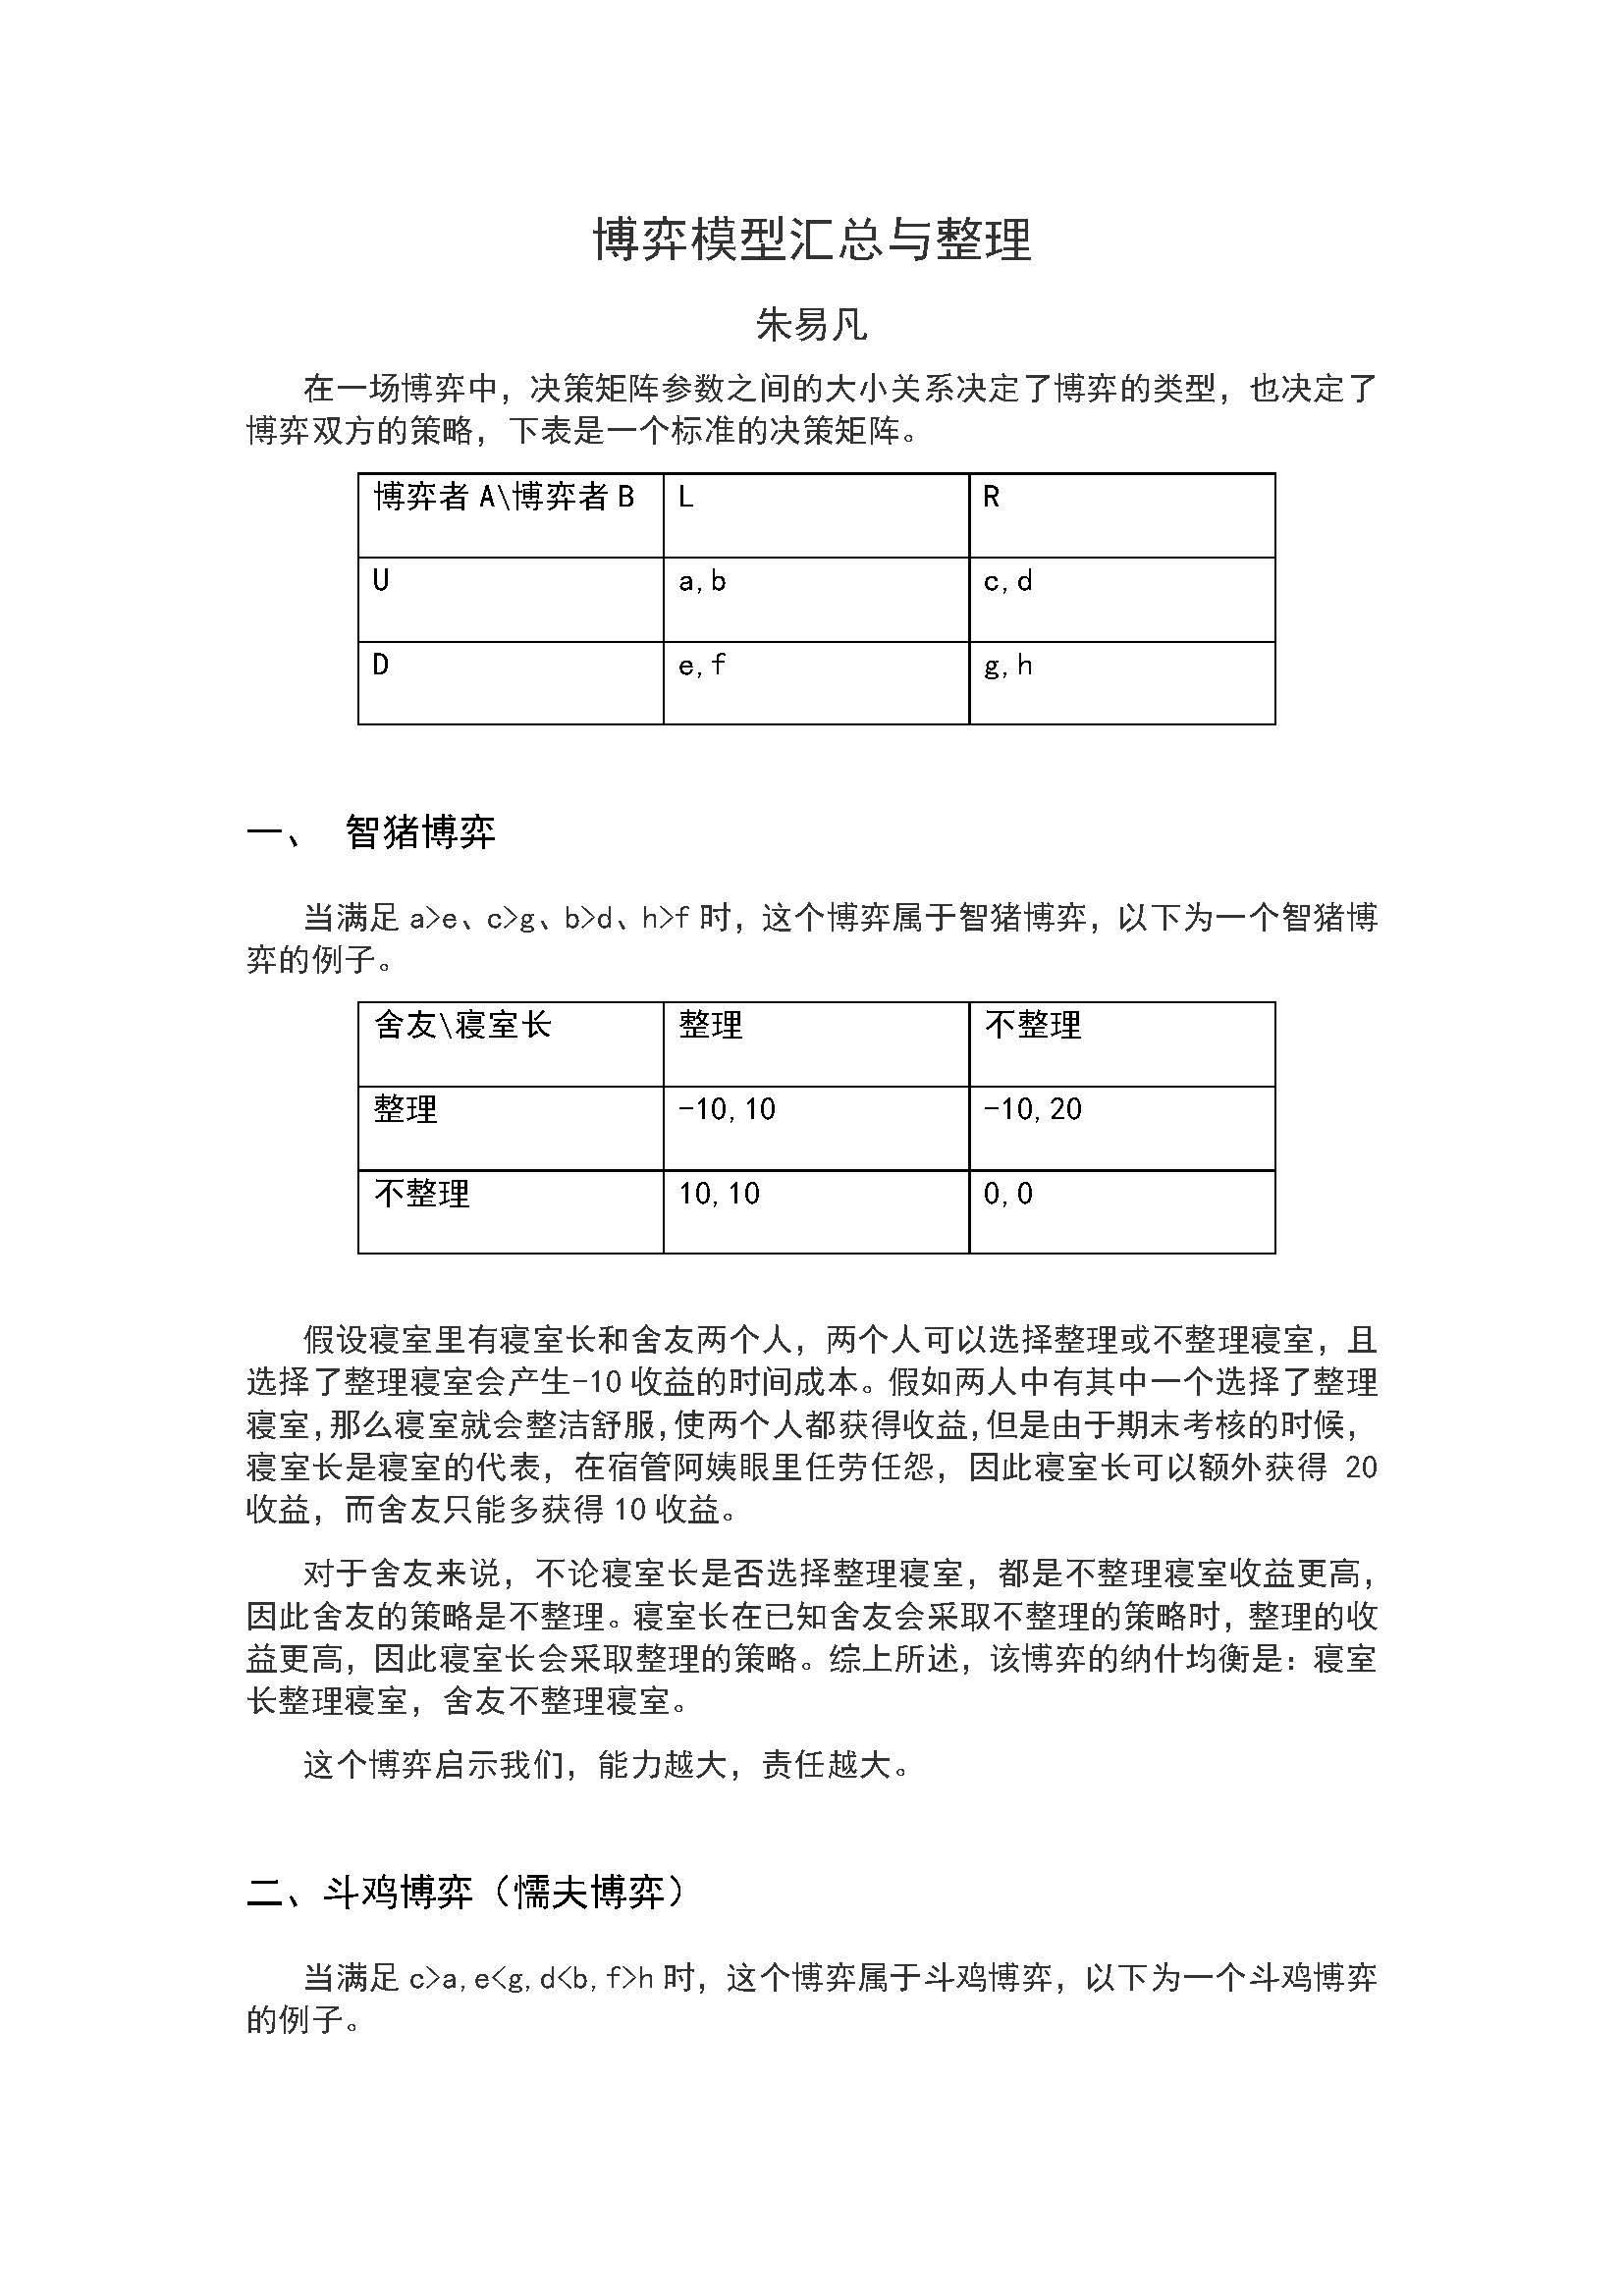 博弈模型汇总与整理
朱易凡
在一场博弈中，决策矩阵参数之间的大小关系决定了博弈的类型，也决定了
博弈双方的策略，下表是一个标准的决策矩阵。
博弈者 A\博弈者 B L R
U a,b c,d
D e,f g,h
一、 智猪博弈
当满足 a>e、c>g、b>d、h>f 时，这个博弈属于智猪博弈，以下为一个智猪博
弈的例子。
舍友\寝室长 整理 不整理
整理 -10,10 -10,20
不整理 10,10 0,0
假设寝室里有寝室长和舍友两个人，两个人可以选择整理或不整理寝室，且
选择了整理寝室会产生-10 收益的时间成本。假如两人中有其中一个选择了整理
寝室，那么寝室就会整洁舒服，使两个人都获得收益，但是由于期末考核的时候，
寝室长是寝室的代表，在宿管阿姨眼里任劳任怨，因此寝室长可以额外获得 20
收益，而舍友只能多获得 10 收益。
对于舍友来说，不论寝室长是否选择整理寝室，都是不整理寝室收益更高，
因此舍友的策略是不整理。寝室长在已知舍友会采取不整理的策略时，整理的收
益更高，因此寝室长会采取整理的策略。综上所述，该博弈的纳什均衡是：寝室
长整理寝室，舍友不整理寝室。
这个博弈启示我们，能力越大，责任越大。
二、斗鸡博弈（懦夫博弈）
当满足 c>a,e<g,d<b,f>h 时，这个博弈属于斗鸡博弈，以下为一个斗鸡博弈
的例子。